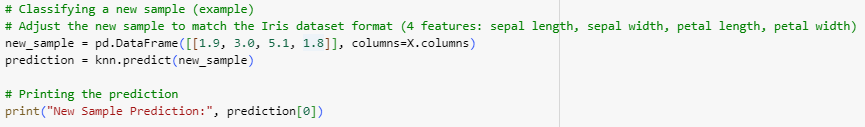 # Classifying a new sample (example)
# Adjust the new sample to match the Iris dataset format (4 features: sepal length, sepal width, petal length, petal width)
new_sample = pd.DataFrame([[1.9, 3.0, 5.1, 1.8]], columns=X.columns)
prediction = knn.predict(new_sample)
# Printing the prediction
print("New Sample Prediction:", prediction[0])